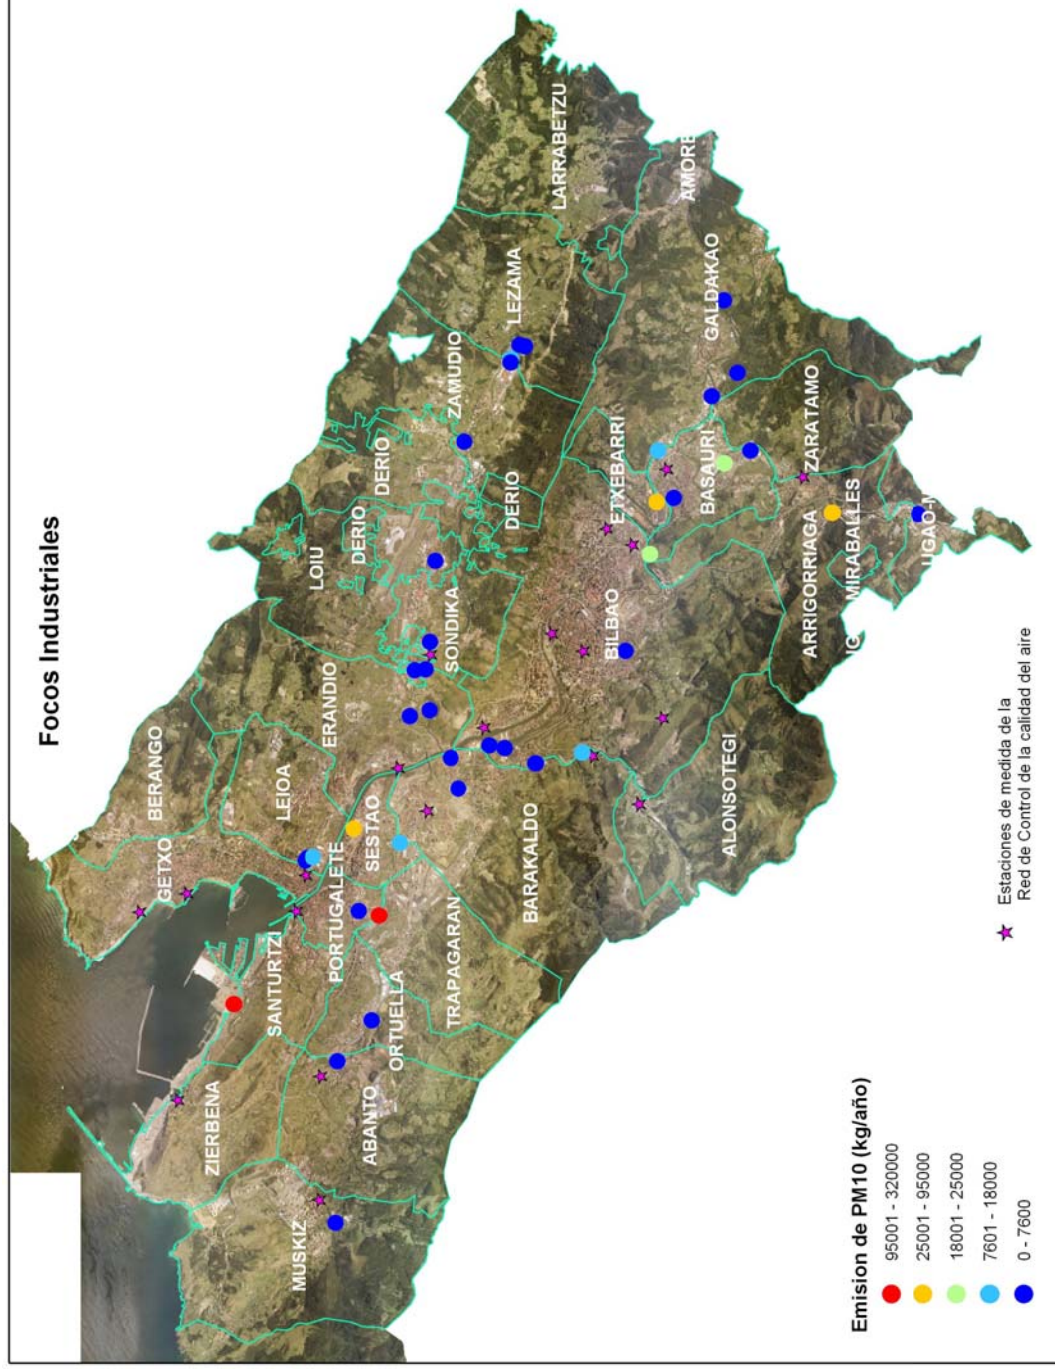 Focos Industriales
BERANGO
GETXO
ZIERBENA
SANTURTZI
LEIOA
MUSKIZ
LOIU
ERANDIO
PORTUGALETE
DERIO
ABANTO
SESTAO
DERIO
ORTUELLA
SONDIKA
TRAPAGARAN
ZAMUDIO
DERIO
LEZAMA
BARAKALDO
LARRABETZU
BILBAO
ETXEBARRI
BASAURI
GALDAKAO
ALONSOTEGI
ARRIGORRIAGA
ZARATAMO
MIRABALLES
UGAO-M
Emision de PM10 (kg/año)
95001 - 320000
25001 - 95000
18001 - 25000
7601 - 18000
0 - 7600
Estaciones de medida de la
Red de Control de la calidad del aire